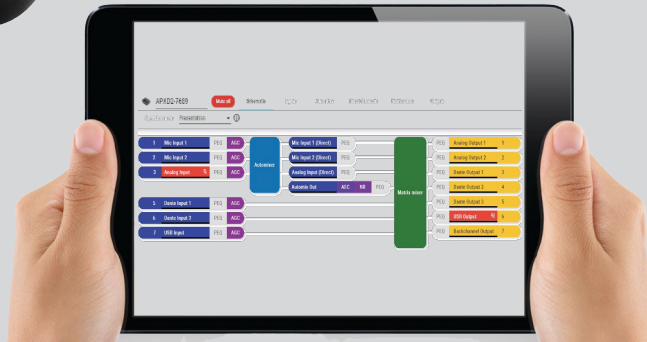 APXD2-7689 Mute all Schematic
Presentation
1 Mic Input 1 PEQ AGC
2 Mic Input 2 PEQ AGC
3 Analog Input PEQ AGC
5 Dante Input 1 PEQ AGC
6 Dante Input 2 PEQ AGC
7 USB Input PEQ AGC
Automixer
Mic Input 1 (Direct) PEQ
Mic Input 2 (Direct) PEQ
Analog Input (Direct) PEQ
Automix Out AEC NR PEQ
Matrix mixer
PEQ Analog Output 1 1
PEQ Analog Output 2 2
PEQ Dante Output 1 3
PEQ Dante Output 2 4
PEQ Dante Output 3 5
PEQ USB Output 6
PEQ Backchannel Output 7